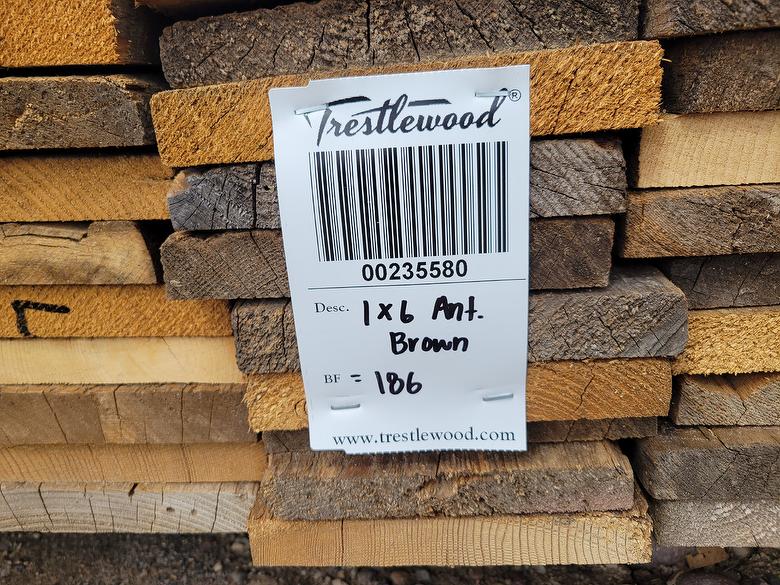 Trestlewood®
00235580
Desc. 1x6 Ant.
Brown
BF = 186
www.trestlewood.com